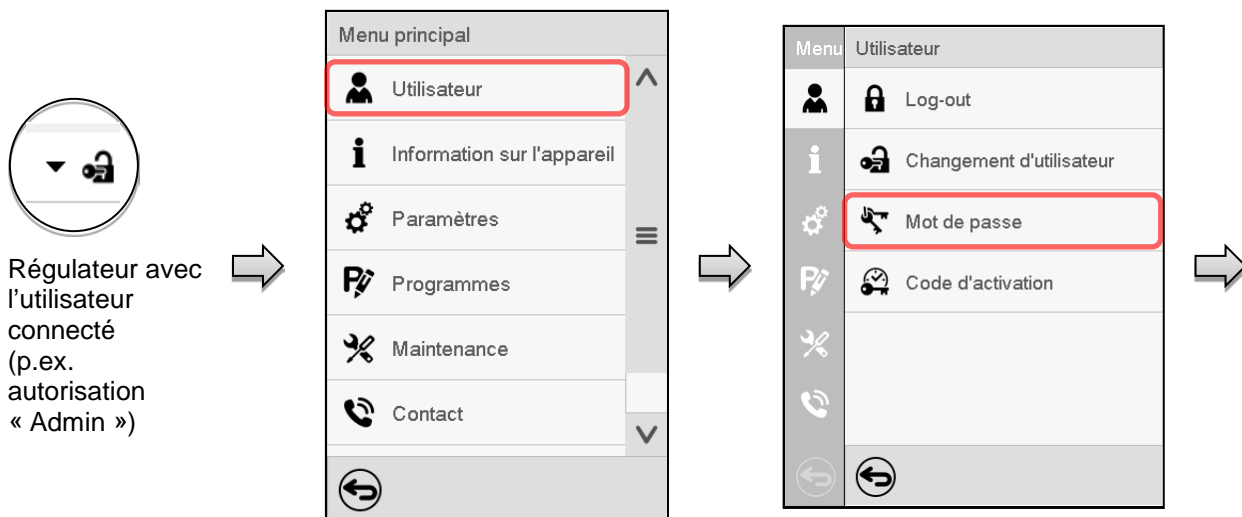 Régulateur avec
l'utilisateur
connecté
(p.ex.
autorisation
« Admin »)
Menu principal
Utilisateur
Information sur l'appareil
Paramètres
Programmes
Maintenance
Contact
Menu
Utilisateur
Log-out
Changement d'utilisateur
Mot de passe
Code d'activation